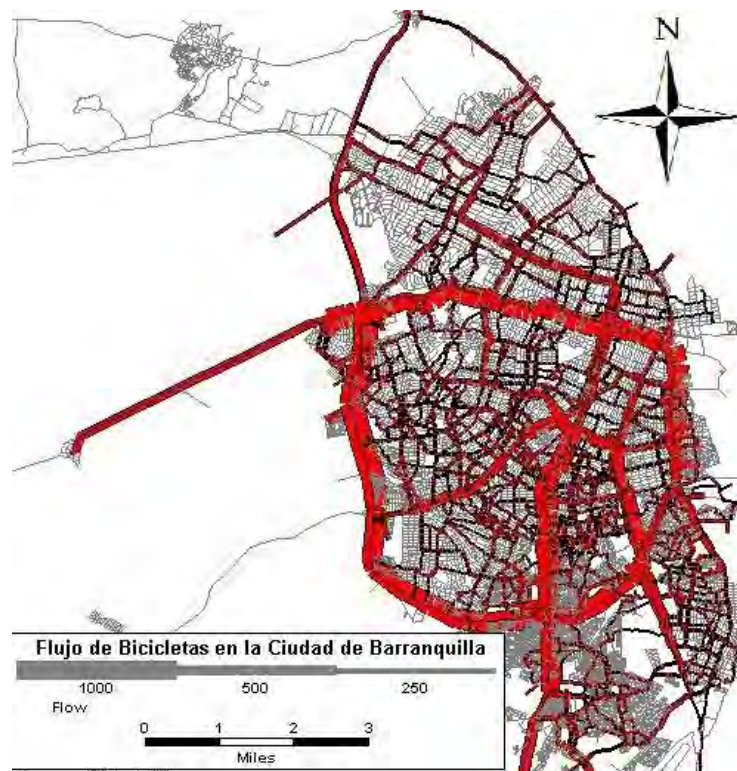 N
Flujo de Bicicletas en la Ciudad de Barranquilla
1000 500 250
Flow
0 1 2 3
Miles